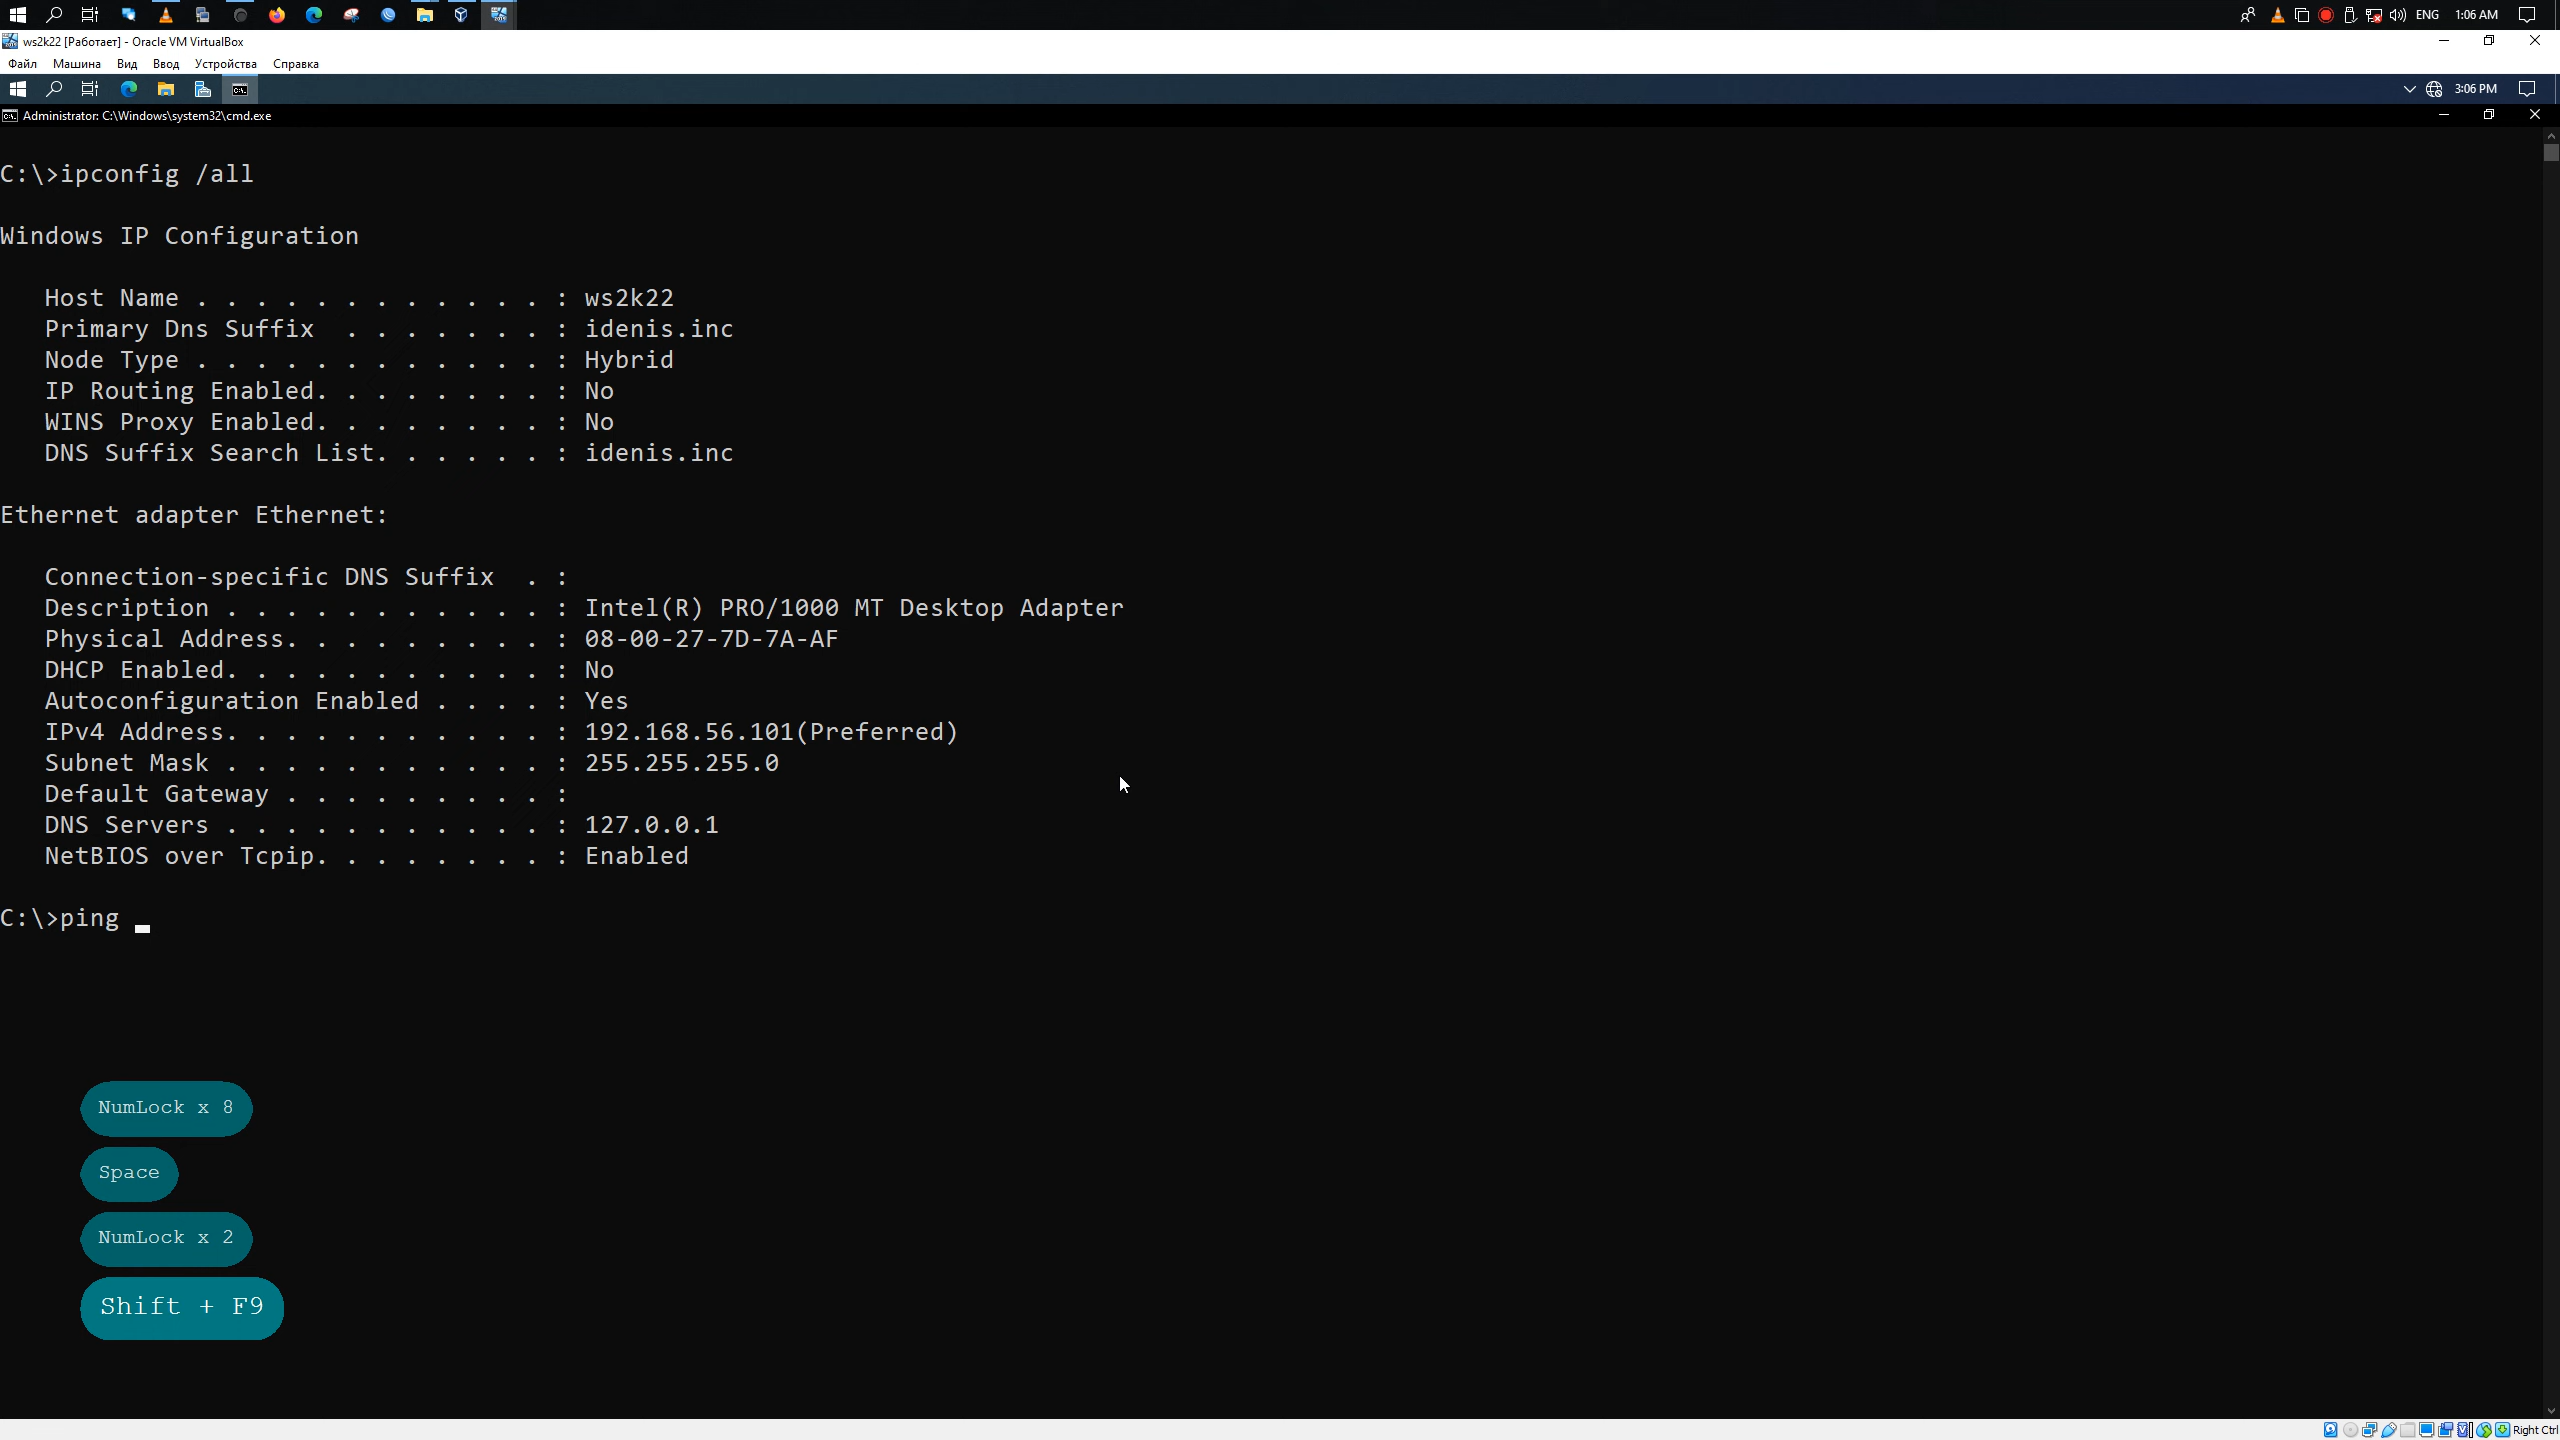 ENG 1:06 AM
ws2k22 [Работает] - Oracle VM VirtualBox
Файл Машина Вид Ввод Устройства Справка
3:06 PM
Administrator: C:\Windows\system32\cmd.exe
C:\>ipconfig /all
Windows IP Configuration
Host Name . . . . . . . . . . . . : ws2k22
Primary Dns Suffix  . . . . . . . : idenis.inc
Node Type . . . . . . . . . . . . : Hybrid
IP Routing Enabled. . . . . . . . : No
WINS Proxy Enabled. . . . . . . . : No
DNS Suffix Search List. . . . . . : idenis.inc
Ethernet adapter Ethernet:
Connection-specific DNS Suffix  . :
Description . . . . . . . . . . . : Intel(R) PRO/1000 MT Desktop Adapter
Physical Address. . . . . . . . . : 08-00-27-7D-7A-AF
DHCP Enabled. . . . . . . . . . . : No
Autoconfiguration Enabled . . . . : Yes
IPv4 Address. . . . . . . . . . . : 192.168.56.101(Preferred)
Subnet Mask . . . . . . . . . . . : 255.255.255.0
Default Gateway . . . . . . . . . :
DNS Servers . . . . . . . . . . . : 127.0.0.1
NetBIOS over Tcpip. . . . . . . . : Enabled
C:\>ping
NumLock x 8
Space
NumLock x 2
Shift + F9
Right Ctrl